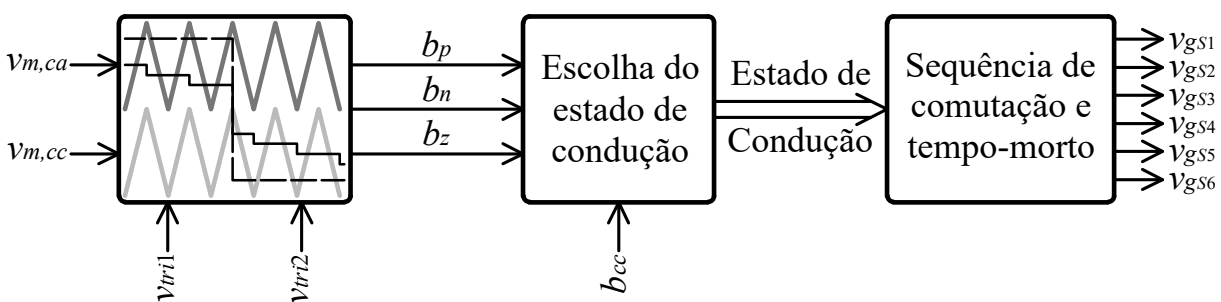 vm,ca
vm,cc
vtri1
vtri2
bp
bn
bz
Escolha do
estado de
condução
bcc
Estado de
Condução
Sequência de
comutação e
tempo-morto
vgS1
vgS2
vgS3
vgS4
vgS5
vgS6